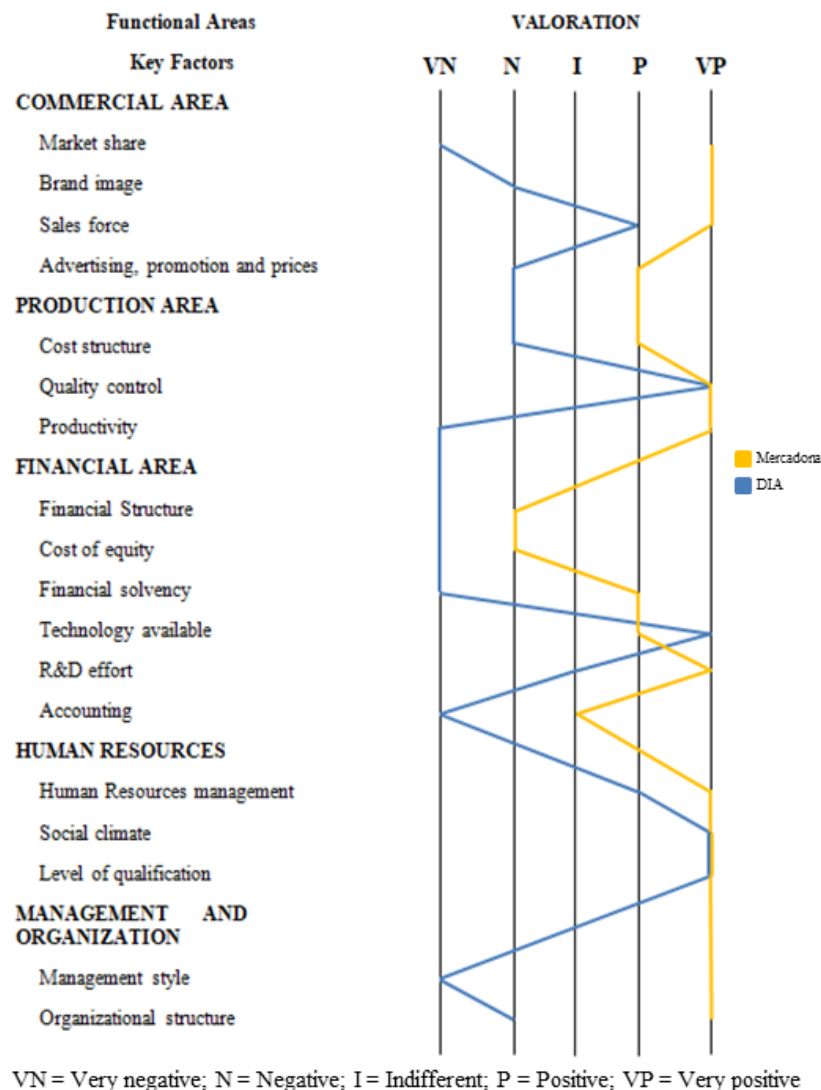 Functional Areas VALORATION
Key Factors VN N I P VP
COMMERCIAL AREA
Market share
Brand image
Sales force
Advertising, promotion and prices
PRODUCTION AREA
Cost structure
Quality control
Productivity
FINANCIAL AREA
Mercadona
DIA
Financial Structure
Cost of equity
Financial solvency
Technology available
R&D effort
Accounting
HUMAN RESOURCES
Human Resources management
Social climate
Level of qualification
MANAGEMENT AND
ORGANIZATION
Management style
Organizational structure
VN = Very negative; N = Negative; I = Indifferent; P = Positive; VP = Very positive